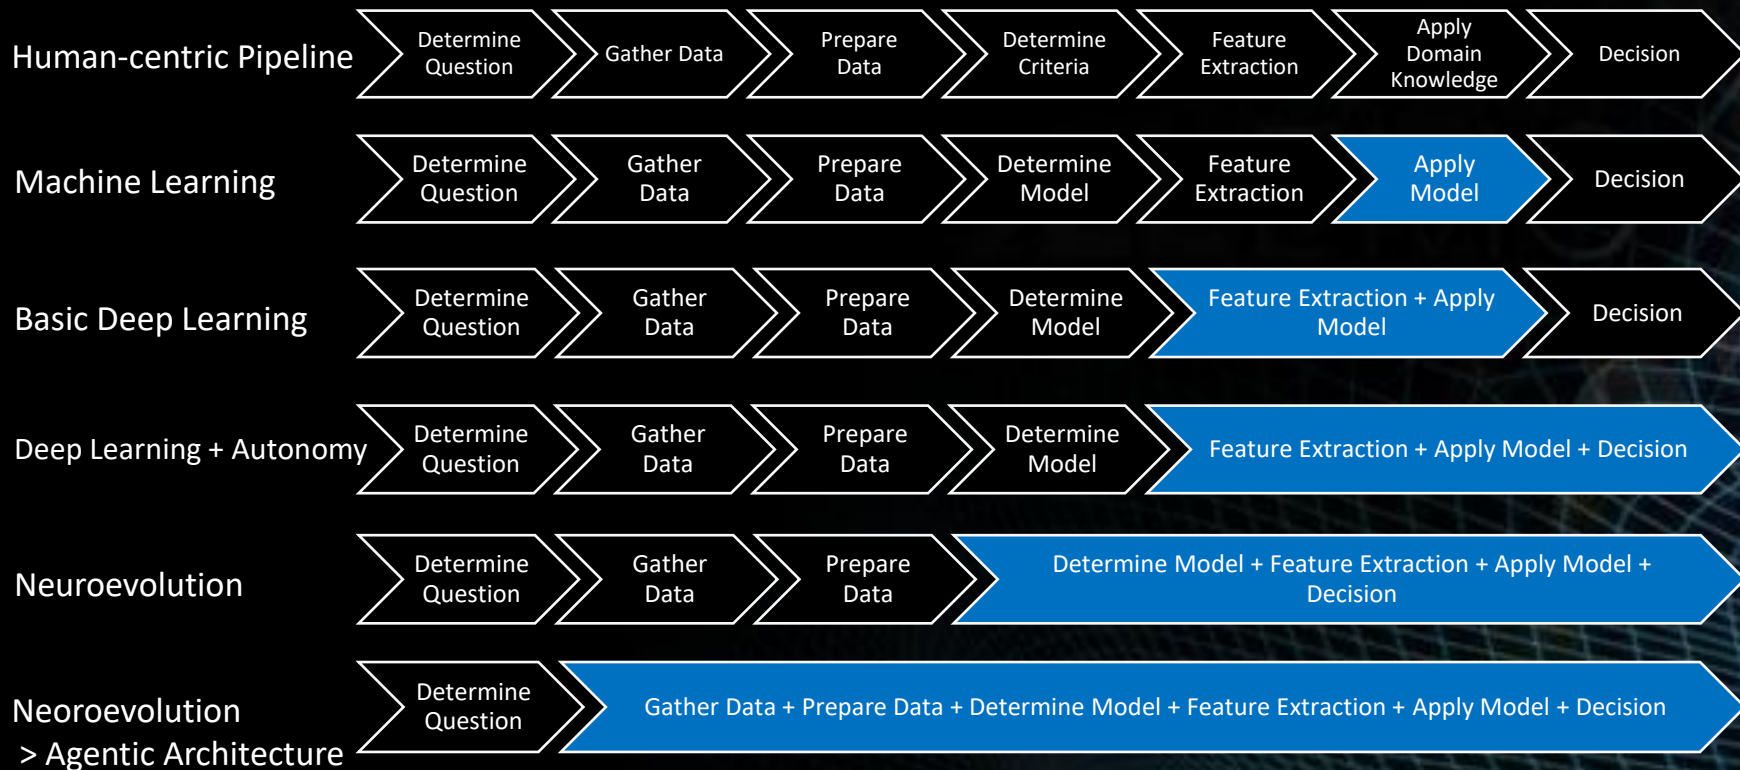 Human-centric Pipeline
Determine
Question
Gather Data
Prepare
Data
Determine
Criteria
Feature
Extraction
Apply
Domain
Knowledge
Decision
Machine Learning
Determine
Question
Gather
Data
Prepare
Data
Determine
Model
Feature
Extraction
Apply
Model
Decision
Basic Deep Learning
Determine
Question
Gather
Data
Prepare
Data
Determine
Model
Feature Extraction + Apply
Model
Decision
Deep Learning + Autonomy
Determine
Question
Gather
Data
Prepare
Data
Determine
Model
Feature Extraction + Apply Model + Decision
Neuroevolution
Determine
Question
Gather
Data
Prepare
Data
Determine Model + Feature Extraction + Apply Model +
Decision
Neoroevolution
> Agentic Architecture
Determine
Question
Gather Data + Prepare Data + Determine Model + Feature Extraction + Apply Model + Decision